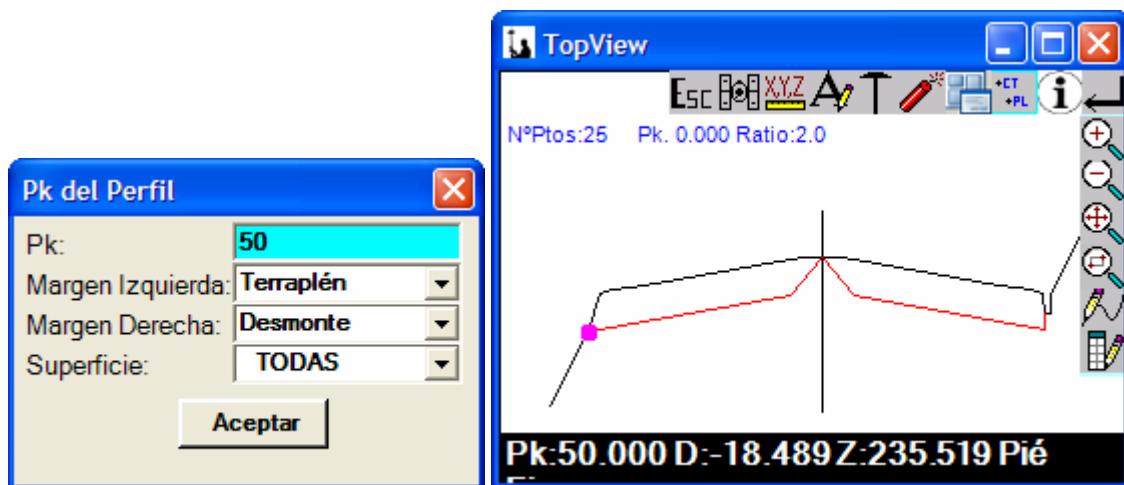 Pk del Perfil
Pk: 50
Margen Izquierda: Terraplén
Margen Derecha: Desmonte
Superficie: TODAS
Aceptar
TopView
Esc X,Y,Z +CT +PL
NºPtos:25 Pk. 0.000 Ratio:2.0
Pk:50.000 D:-18.489 Z:235.519 Pié